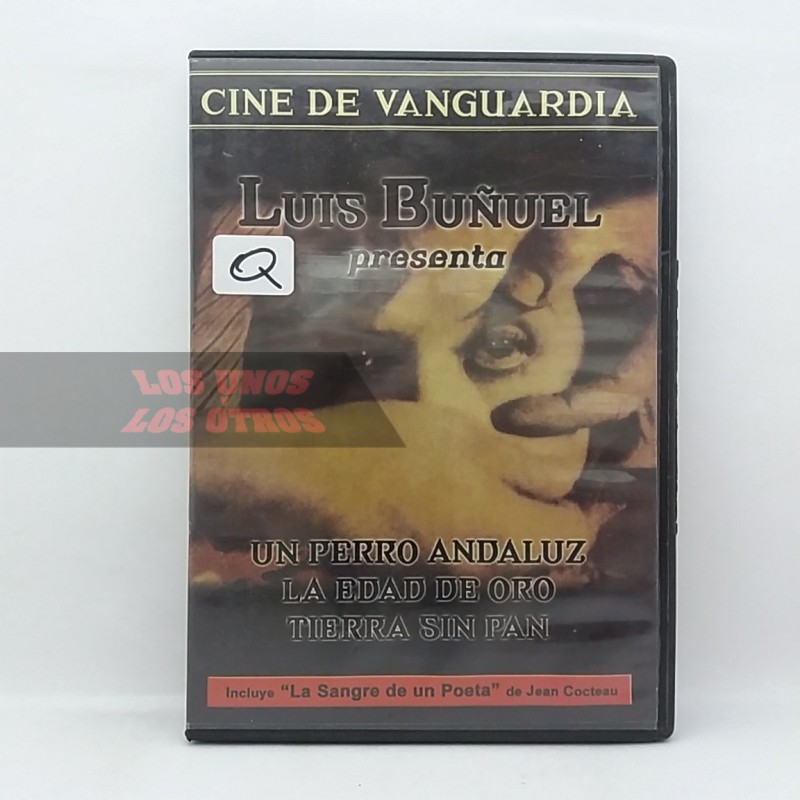 CINE DE VANGUARDIA
LUIS BUÑUEL
presenta
Q
LOS UNOS
LOS OTROS
UN PERRO ANDALUZ
LA EDAD DE ORO
TIERRA SIN PAN
Incluye “La Sangre de un Poeta” de Jean Cocteau